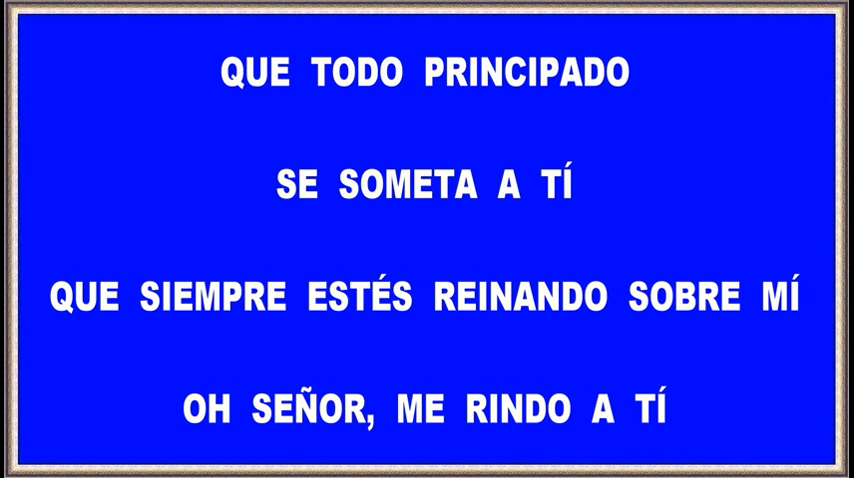 QUE TODO PRINCIPADO
SE SOMETA A TÍ
QUE SIEMPRE ESTÉS REINANDO SOBRE MÍ
OH SEÑOR, ME RINDO A TÍ